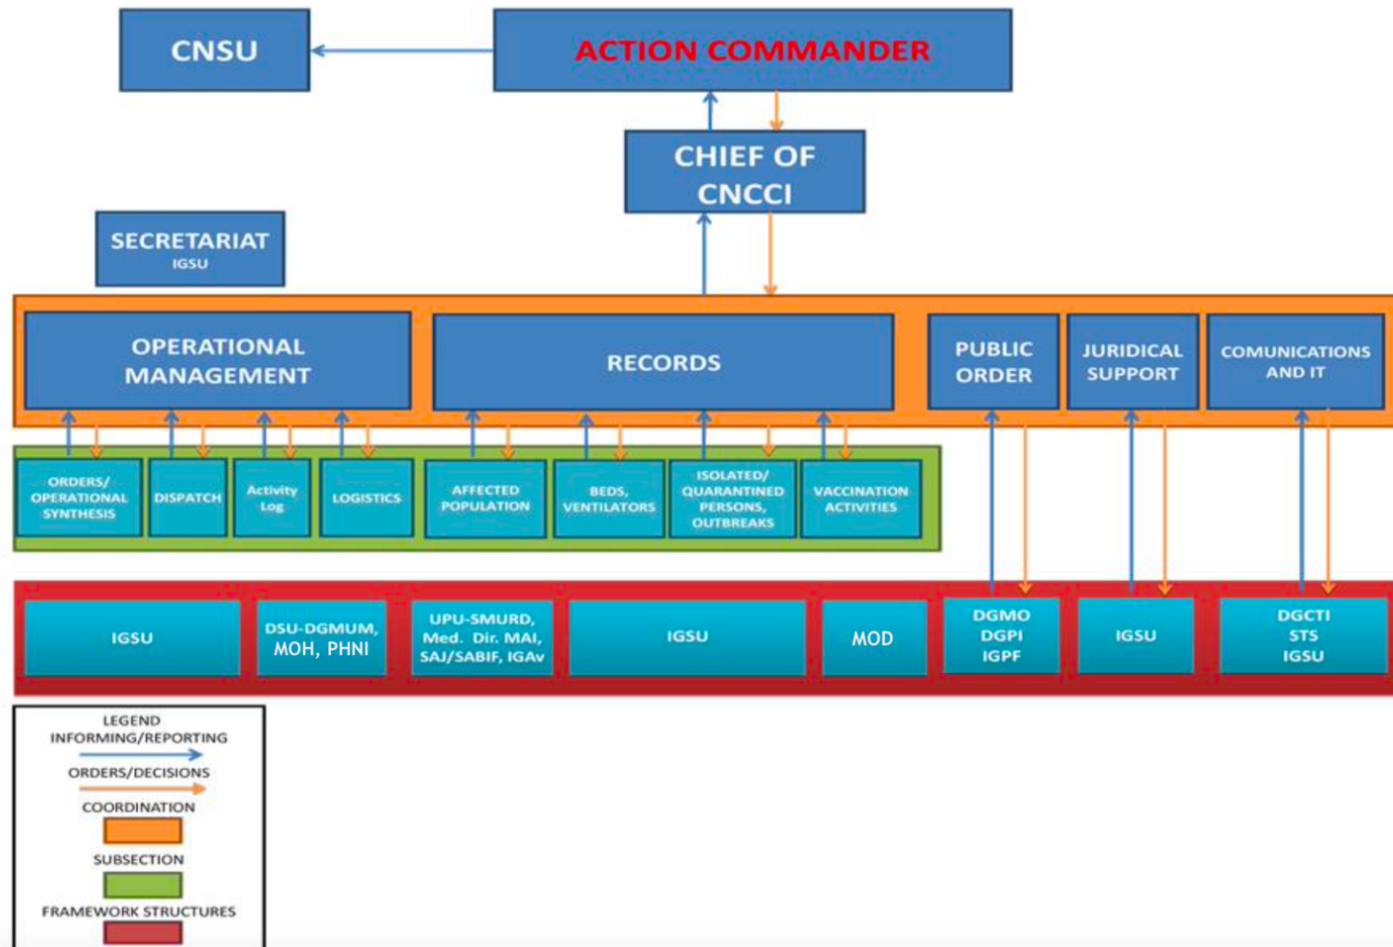 CNSU
ACTION COMMANDER
CHIEF OF
CNCCI
SECRETARIAT
IGSU
OPERATIONAL
MANAGEMENT
RECORDS
PUBLIC
ORDER
JURIDICAL
SUPPORT
COMUNICATIONS
AND IT
ORDERS/
OPERATIONAL
SYNTHESIS
DISPATCH
Activity
Log
LOGISTICS
AFFECTED
POPULATION
BEDS,
VENTILATORS
ISOLATED/
QUARANTINED
PERSONS,
OUTBREAKS
VACCINATION
ACTIVITIES
IGSU
DSU-DGMUM,
MOH, PHNI
UPU-SMURD,
Med. Dir. MAI,
SAJ/SABIF, IGAv
IGSU
MOD
DGMO
DGPI
IGPF
IGSU
DGCTI
STS
IGSU
LEGEND
INFORMING/REPORTING
ORDERS/DECISIONS
COORDINATION
SUBSECTION
FRAMEWORK STRUCTURES